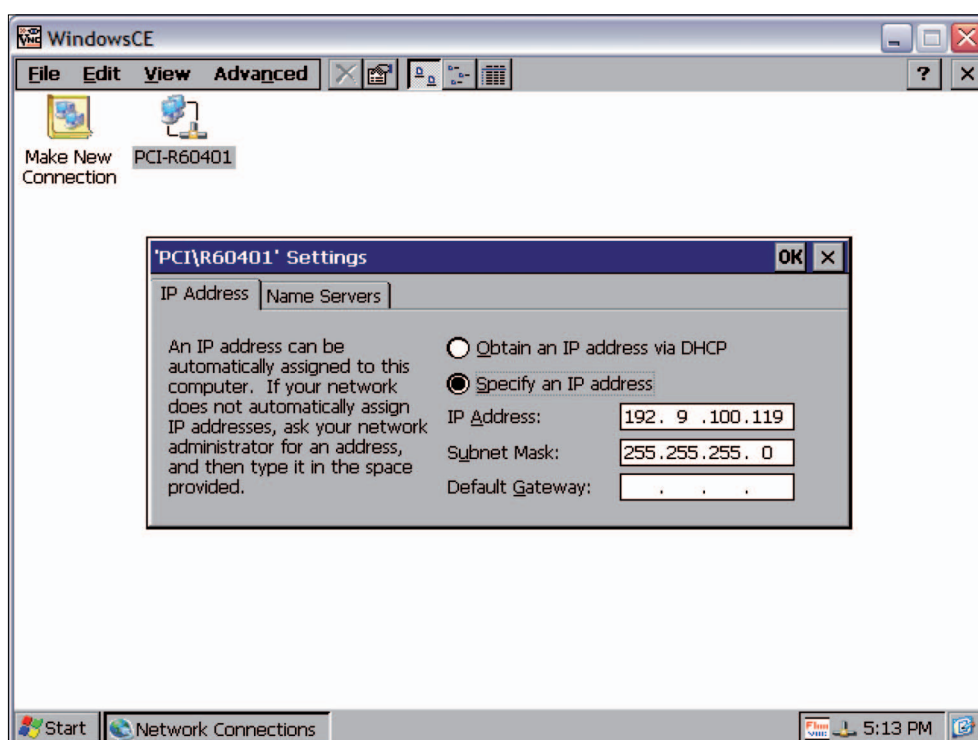 WindowsCE
File Edit View Advanced ?
Make New
Connection
PCI-R60401
'PCI\R60401' Settings
OK
IP Address
Name Servers
An IP address can be
automatically assigned to this
computer. If your network
does not automatically assign
IP addresses, ask your network
administrator for an address,
and then type it in the space
provided.
Obtain an IP address via DHCP
Specify an IP address
IP Address: 192. 9 .100.119
Subnet Mask: 255.255.255. 0
Default Gateway: . . .
Start
Network Connections
5:13 PM